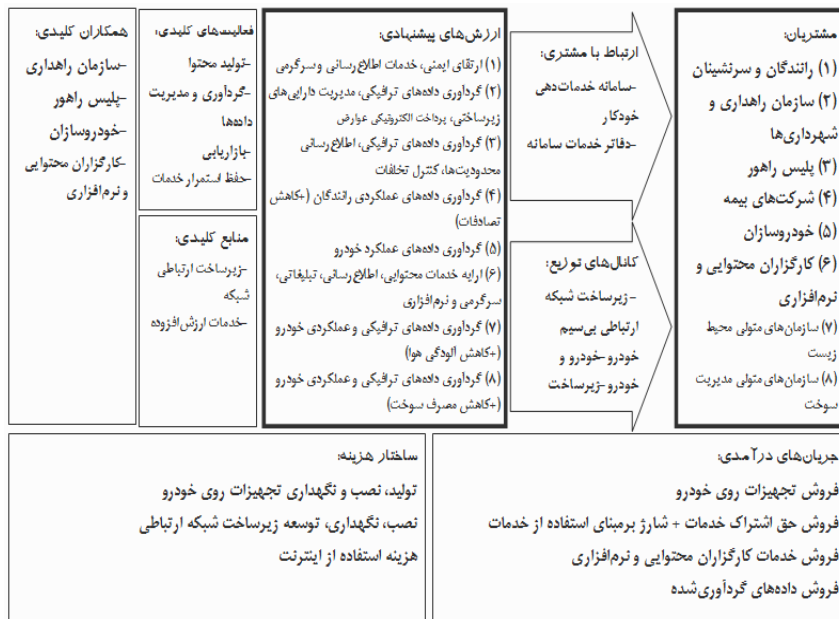 مشتریان:
(۱) رانندگان و سرنشینان
(۲) سازمان راهداری و
شهرداری‌ها
(۳) پلیس راهور
(۴) شرکت‌های بیمه
(۵) خودروسازان
(۶) کارگزاران محتوایی و
نرم‌افزاری
(۷) سازمان‌های متولی محیط
زیست
(۸) سازمان‌های متولی مدیریت
سوخت
ارتباط با مشتری:
-سامانه خدمات‌دهی
خودکار
-دفاتر خدمات سامانه
کانال‌های توزیع:
-زیرساخت شبکه
ارتباطی بی‌سیم
خودرو-خودرو و
خودرو-زیرساخت
ارزش‌های پیشنهادی:
(۱) ارتقای ایمنی، خدمات اطلاع‌رسانی و سرگرمی
(۲) گردآوری داده‌های ترافیکی، مدیریت دارایی‌های
زیرساختی، پرداخت الکترونیکی عوارض
(۳) گردآوری داده‌های ترافیکی، اطلاع‌رسانی
محدودیت‌ها، کنترل تخلفات
(۴) گردآوری داده‌های عملکردی رانندگان (+کاهش
تصادفات)
(۵) گردآوری داده‌های عملکرد خودرو
(۶) ارایه خدمات محتوایی، اطلاع‌رسانی، تبلیغاتی،
سرگرمی و نرم‌افزاری
(۷) گردآوری داده‌های ترافیکی و عملکردی خودرو
(+کاهش آلودگی هوا)
(۸) گردآوری داده‌های ترافیکی و عملکردی خودرو
(+کاهش مصرف سوخت)
فعالیت‌های کلیدی:
-تولید محتوا
-گردآوری و مدیریت
داده‌ها
-بازاریابی
-حفظ استمرار خدمات
منابع کلیدی:
-زیرساخت ارتباطی
شبکه
-خدمات ارزش‌افزوده
همکاران کلیدی:
-سازمان راهداری
-پلیس راهور
-خودروسازان
-کارگزاران محتوایی
و نرم‌افزاری
جریان‌های درآمدی:
فروش تجهیزات روی خودرو
فروش حق اشتراک خدمات + شارژ برمبنای استفاده از خدمات
فروش خدمات کارگزاران محتوایی و نرم‌افزاری
فروش داده‌های گردآوری‌شده
ساختار هزینه:
تولید، نصب و نگهداری تجهیزات روی خودرو
نصب، نگهداری، توسعه زیرساخت شبکه ارتباطی
هزینه استفاده از اینترنت